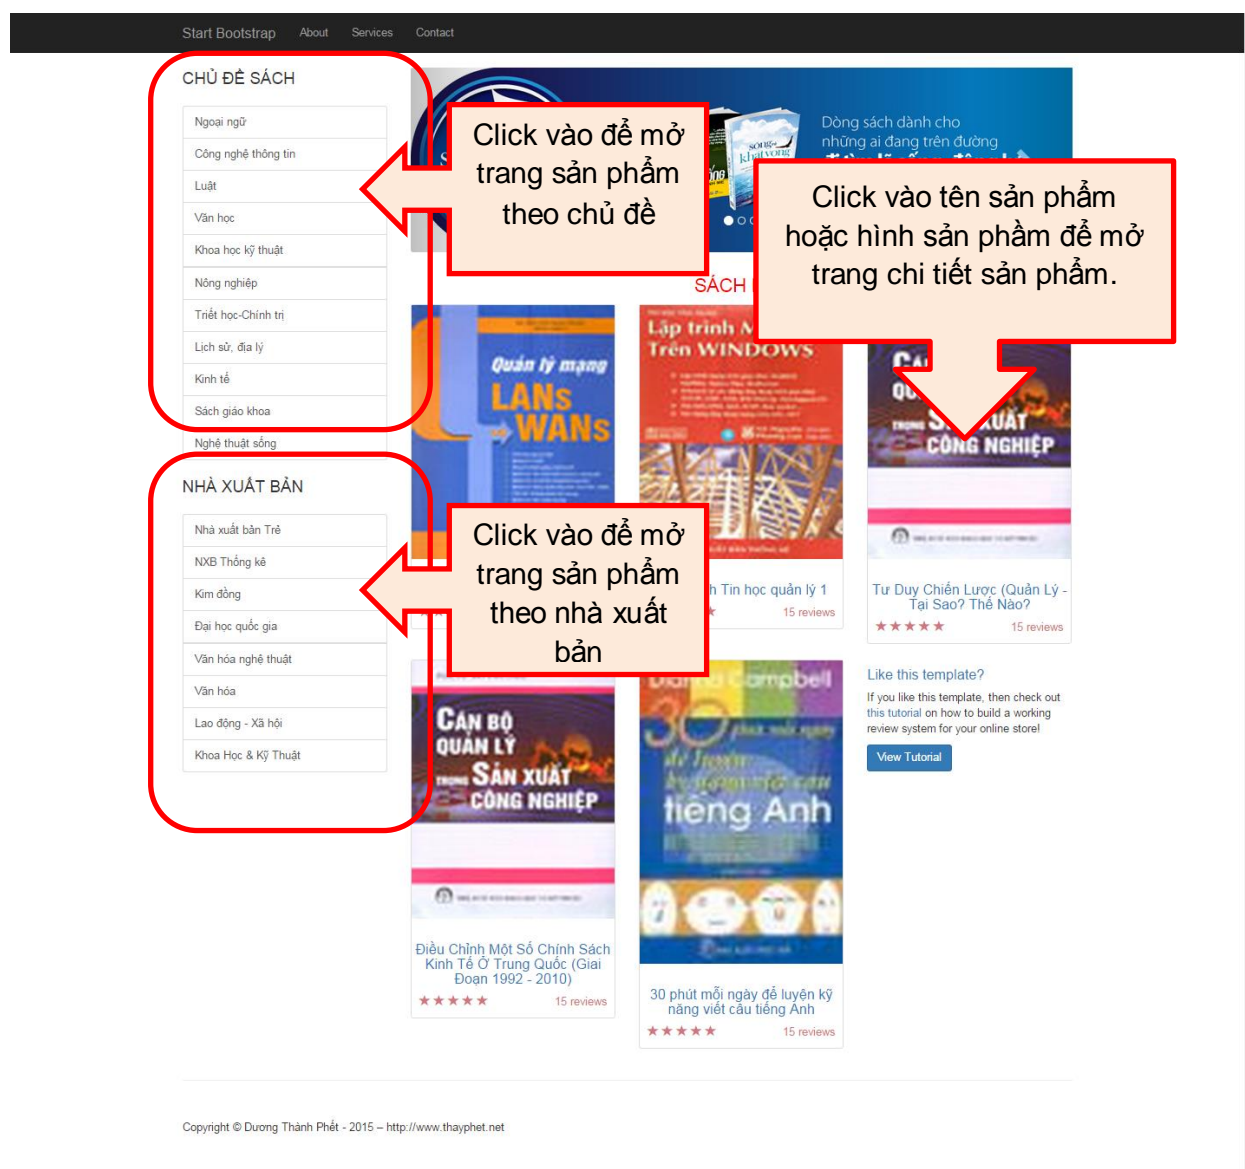 Start Bootstrap About Services Contact
CHỦ ĐỀ SÁCH
Ngoại ngữ
Công nghệ thông tin
Luật
Văn học
Khoa học kỹ thuật
Nông nghiệp
Triết học-Chính trị
Lịch sử, địa lý
Kinh tế
Sách giáo khoa
Nghệ thuật sống
NHÀ XUẤT BẢN
Nhà xuất bản Trẻ
NXB Thống kê
Kim đồng
Đại học quốc gia
Văn hóa nghệ thuật
Văn hóa
Lao động - Xã hội
Khoa Học & Kỹ Thuật
Click vào để mở
trang sản phẩm
theo chủ đề
Dòng sách dành cho
những ai đang trên đường
Click vào tên sản phẩm
hoặc hình sản phầm để mở
trang chi tiết sản phẩm.
SÁCH
Quản lý mạng
LANs
WANs
Lập trình
Trên WINDOWS
TRONG SẢN XUẤT
CÔNG NGHIỆP
Click vào để mở
trang sản phẩm
theo nhà xuất
bản
Tin học quản lý 1
15 reviews
Tư Duy Chiến Lược (Quản Lý -
Tại Sao? Thế Nào?
★★★★★ 15 reviews
CÁN BỘ
QUẢN LÝ
TRONG SẢN XUẤT
CÔNG NGHIỆP
Điều Chỉnh Một Số Chính Sách
Kinh Tế Ở Trung Quốc (Giai
Đoạn 1992 - 2010)
★★★★★ 15 reviews
Campbell
30 phút mỗi ngày
tiếng Anh
30 phút mỗi ngày để luyện kỹ
năng viết câu tiếng Anh
★★★★★ 15 reviews
Like this template?
If you like this template, then check out
this tutorial on how to build a working
review system for your online store!
View Tutorial
Copyright © Dương Thành Phết - 2015 – http://www.thayphet.net